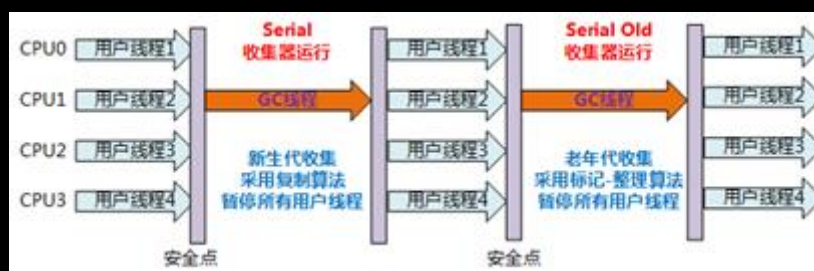 Serial
收集器运行
Serial Old
收集器运行
CPU0
用户线程1
用户线程1
用户线程1
CPU1
用户线程2
GC线程
用户线程2
GC线程
用户线程2
CPU2
用户线程3
用户线程3
用户线程3
CPU3
用户线程4
用户线程4
用户线程4
新生代收集
采用复制算法
暂停所有用户线程
老年代收集
采用标记-整理算法
暂停所有用户线程
安全点
安全点